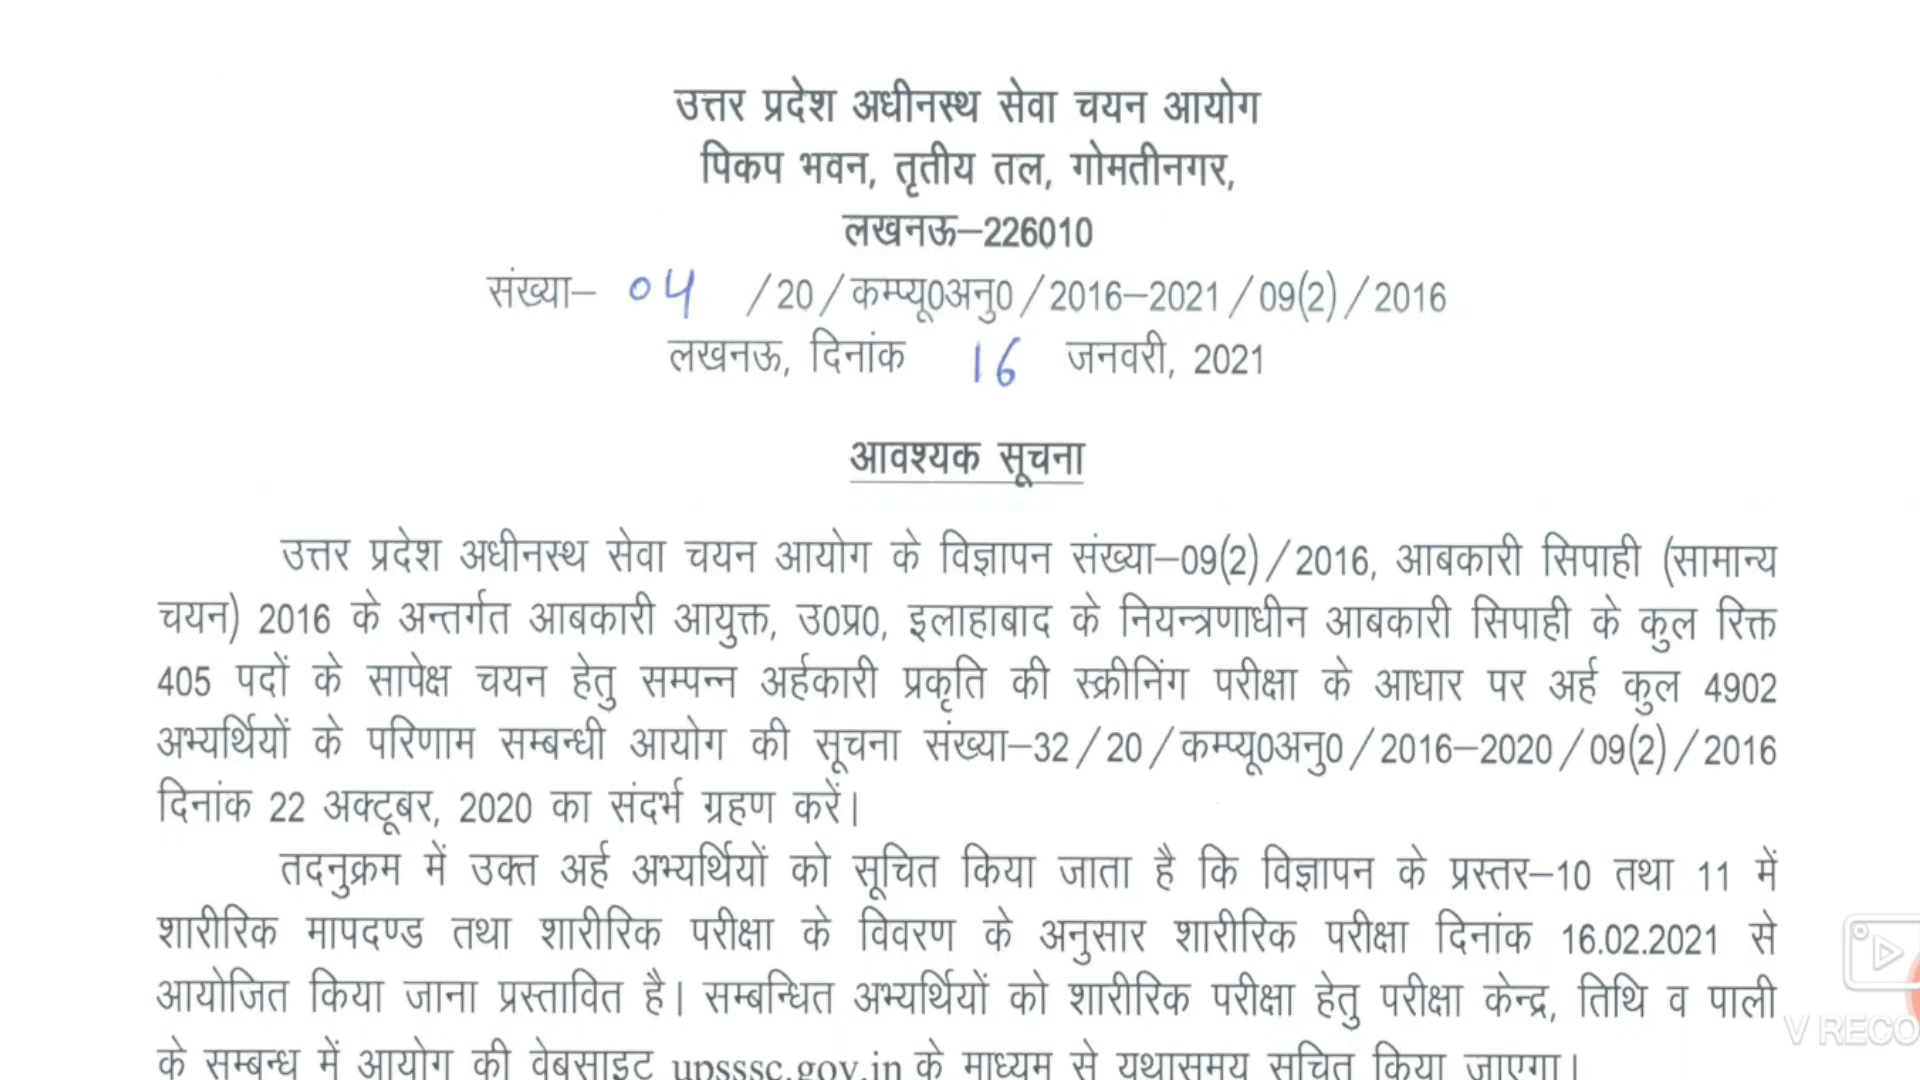 उत्तर प्रदेश अधीनस्थ सेवा चयन आयोग
पिकप भवन, तृतीय तल, गोमतीनगर,
लखनऊ–226010
संख्या– 04 /20/कम्प्यू0अनु0/2016–2021/09(2)/2016
लखनऊ, दिनांक 16 जनवरी, 2021
आवश्यक सूचना
उत्तर प्रदेश अधीनस्थ सेवा चयन आयोग के विज्ञापन संख्या–09(2)/2016, आबकारी सिपाही (सामान्य
चयन) 2016 के अन्तर्गत आबकारी आयुक्त, उ0प्र0, इलाहाबाद के नियन्त्रणाधीन आबकारी सिपाही के कुल रिक्त
405 पदों के सापेक्ष चयन हेतु सम्पन्न अर्हकारी प्रकृति की स्क्रीनिंग परीक्षा के आधार पर अर्ह कुल 4902
अभ्यर्थियों के परिणाम सम्बन्धी आयोग की सूचना संख्या–32/20/कम्प्यू0अनु0/2016–2020/09(2)/2016
दिनांक 22 अक्टूबर, 2020 का संदर्भ ग्रहण करें।
तदनुक्रम में उक्त अर्ह अभ्यर्थियों को सूचित किया जाता है कि विज्ञापन के प्रस्तर–10 तथा 11 में
शारीरिक मापदण्ड तथा शारीरिक परीक्षा के विवरण के अनुसार शारीरिक परीक्षा दिनांक 16.02.2021 से
आयोजित किया जाना प्रस्तावित है। सम्बन्धित अभ्यर्थियों को शारीरिक परीक्षा हेतु परीक्षा केन्द्र, तिथि व पाली
के सम्बन्ध में आयोग की वेबसाइट upsssc.gov.in के माध्यम से यथासमय सूचित किया जाएगा।
V RECO